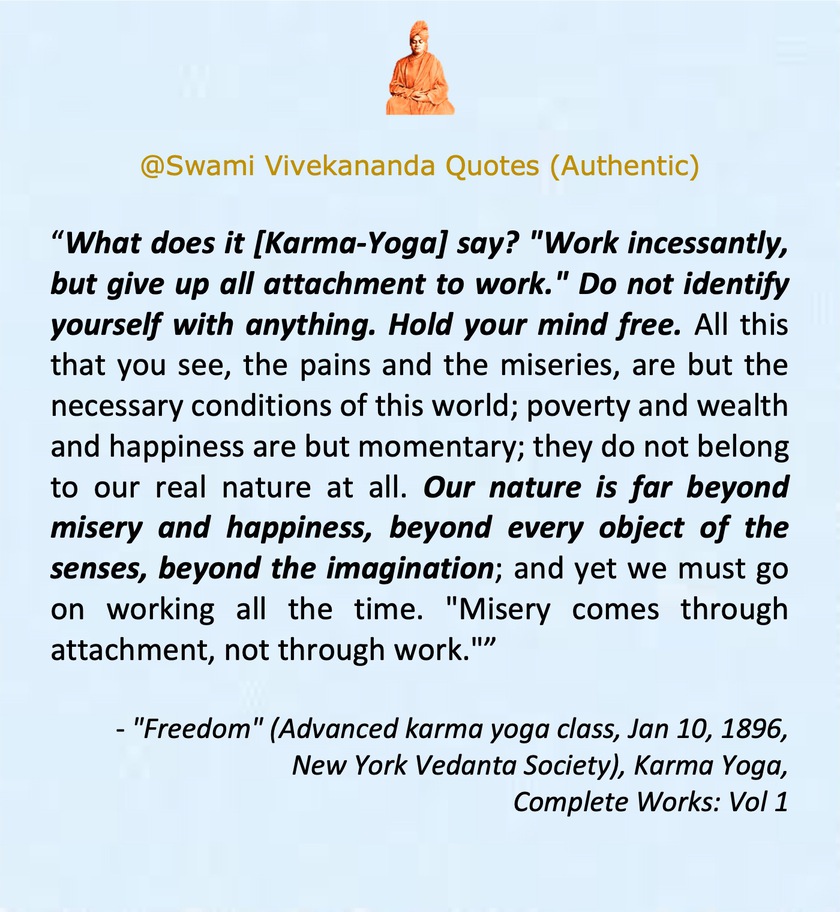 @Swami Vivekananda Quotes (Authentic)
“What does it [Karma-Yoga] say? "Work incessantly,
but give up all attachment to work." Do not identify
yourself with anything. Hold your mind free. All this
that you see, the pains and the miseries, are but the
necessary conditions of this world; poverty and wealth
and happiness are but momentary; they do not belong
to our real nature at all. Our nature is far beyond
misery and happiness, beyond every object of the
senses, beyond the imagination; and yet we must go
on working all the time. "Misery comes through
attachment, not through work."”
- "Freedom" (Advanced karma yoga class, Jan 10, 1896,
New York Vedanta Society), Karma Yoga,
Complete Works: Vol 1